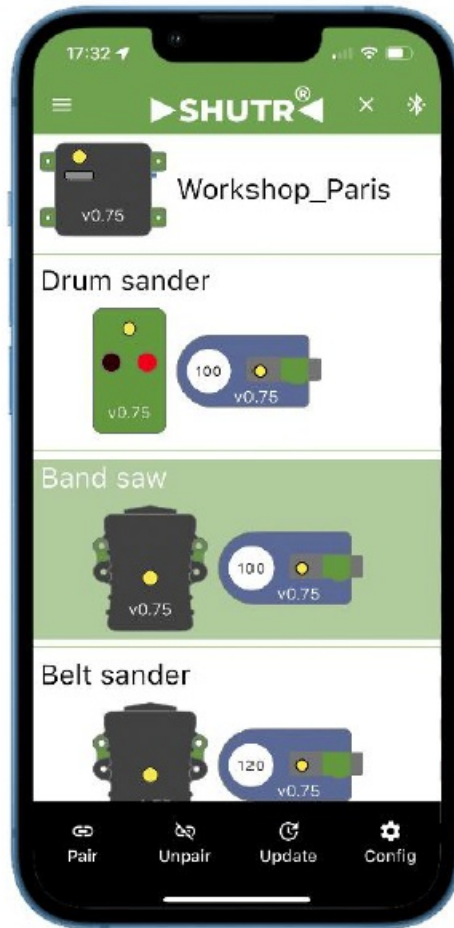 17:32
SHUTR®
Workshop_Paris
v0.75
Drum sander
100
v0.75
v0.75
Band saw
100
v0.75
v0.75
Belt sander
120
v0.75
Pair
Unpair
Update
Config